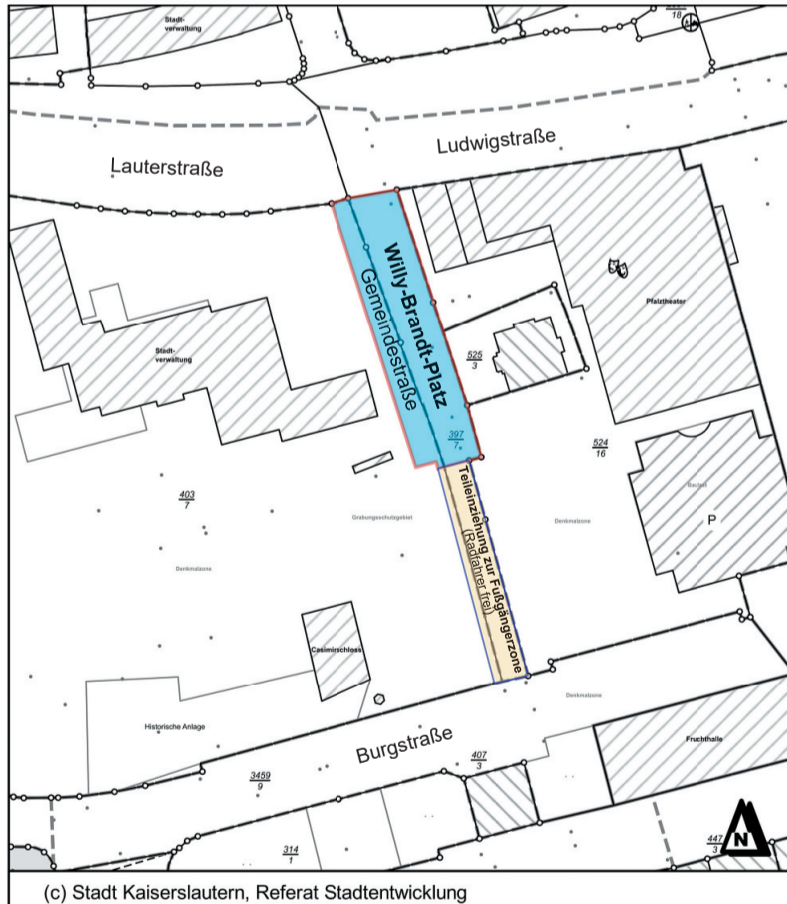 18
Stadt-
verwaltung
Ludwigstraße
Lauterstraße
Willy-Brandt-Platz
Gemeindestraße
Pfalztheater
Stadt-
verwaltung
525
3
397
7
524
16
403
7
Grabungsschutzgebiet
Denkmalzone
P
Teileinziehung zur Fußgängerzone
(Radfahrer frei)
Denkmalzone
Casimirschloss
Denkmalzone
Historische Anlage
Burgstraße
Fruchthalle
407
3
3459
9
314
1
447
3
N
(c) Stadt Kaiserslautern, Referat Stadtentwicklung